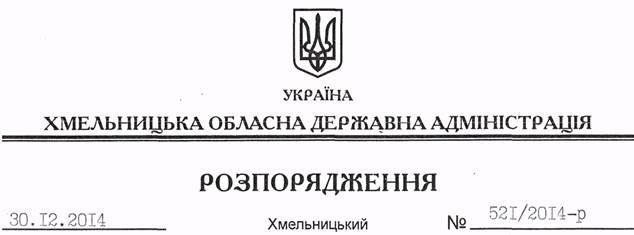 УКРАЇНА
ХМЕЛЬНИЦЬКА ОБЛАСНА ДЕРЖАВНА АДМІНІСТРАЦІЯ
РОЗПОРЯДЖЕННЯ
30.12.2014 Хмельницький № 521/2014-р